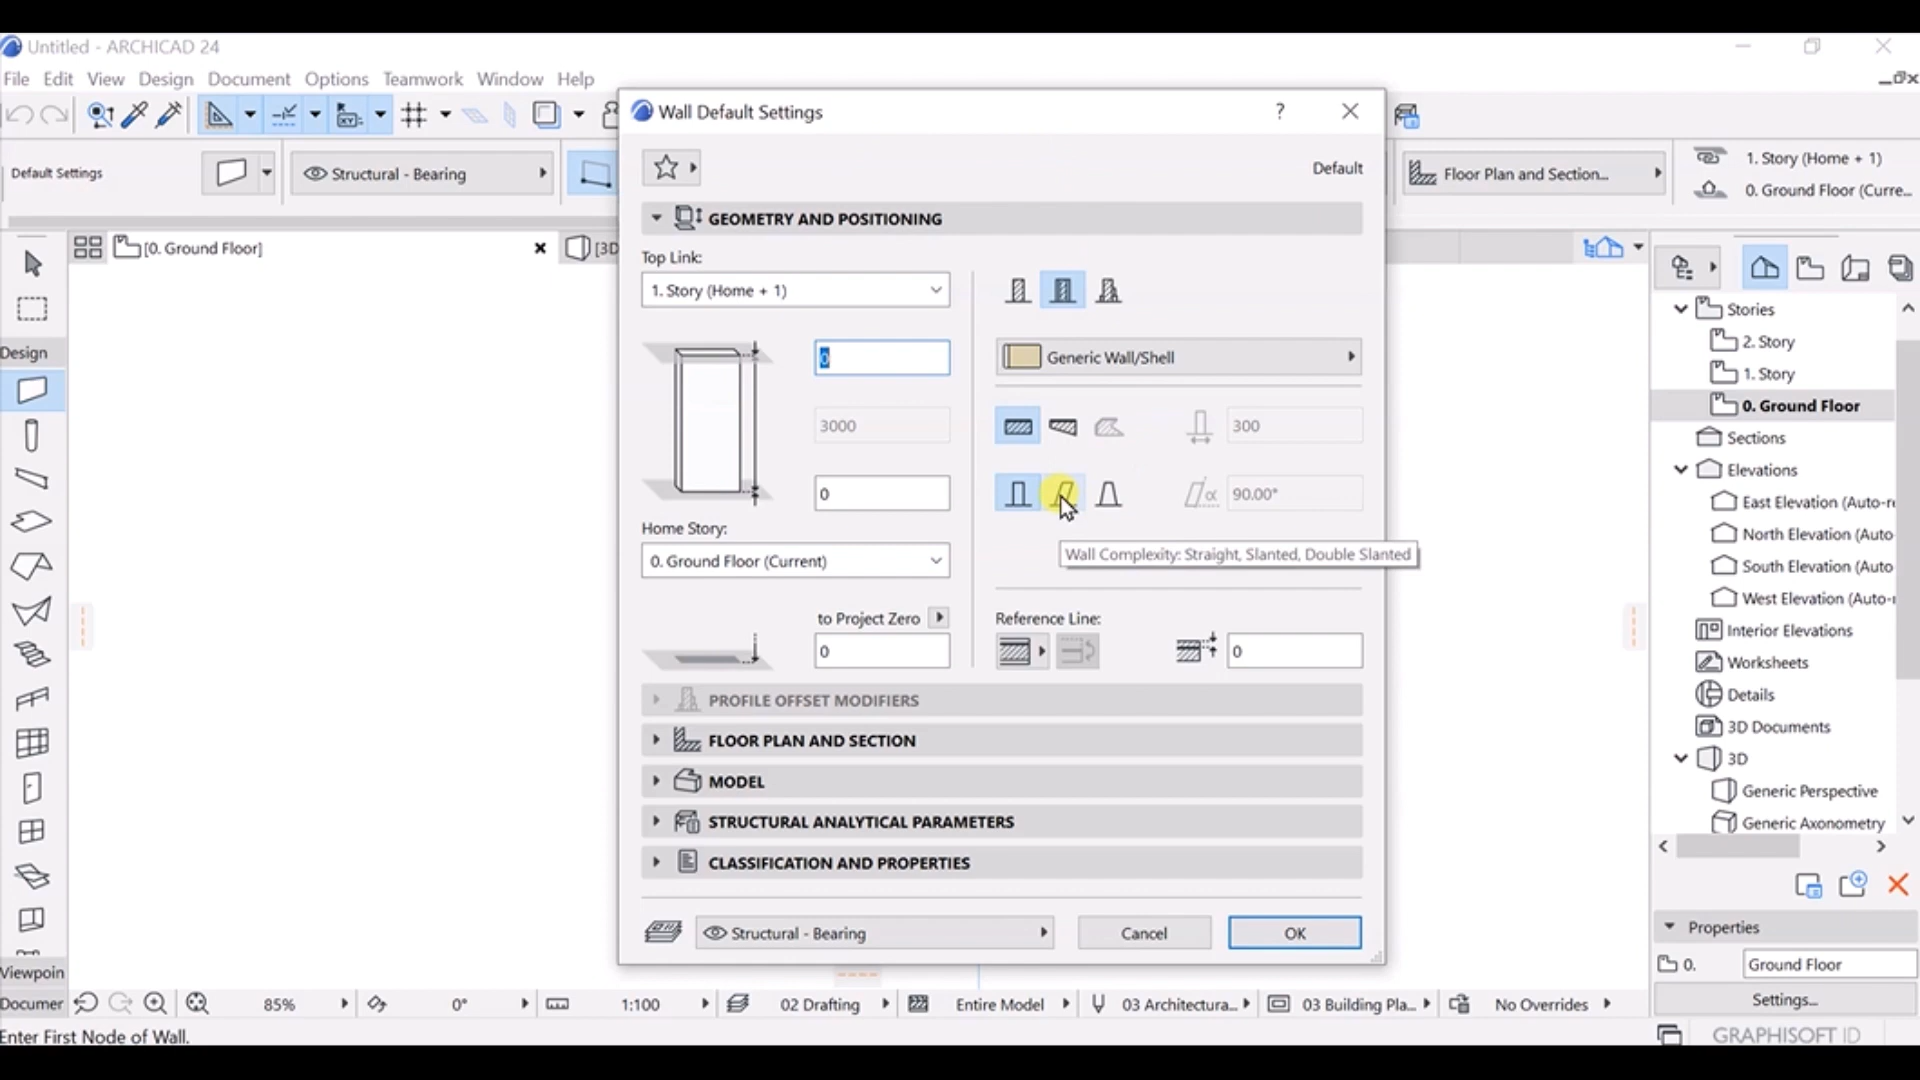 Untitled - ARCHICAD 24
File Edit View Design Document Options Teamwork Window Help
Wall Default Settings ?
Default Settings
Structural - Bearing
Default
Floor Plan and Section...
1. Story (Home + 1)
0. Ground Floor (Curre...
GEOMETRY AND POSITIONING
[0. Ground Floor]
[3D
Top Link:
1. Story (Home + 1)
0
Generic Wall/Shell
3000
300
0
α
90.00°
Wall Complexity: Straight, Slanted, Double Slanted
Home Story:
0. Ground Floor (Current)
to Project Zero
0
Reference Line:
0
PROFILE OFFSET MODIFIERS
FLOOR PLAN AND SECTION
MODEL
STRUCTURAL ANALYTICAL PARAMETERS
CLASSIFICATION AND PROPERTIES
Structural - Bearing
Cancel
OK
Design
Viewpoin
Documer
Stories
2. Story
1. Story
0. Ground Floor
Sections
Elevations
East Elevation (Auto-r
North Elevation (Auto
South Elevation (Auto
West Elevation (Auto-r
Interior Elevations
Worksheets
Details
3D Documents
3D
Generic Perspective
Generic Axonometry
Properties
0.
Ground Floor
Settings...
85%
0°
1:100
02 Drafting
Entire Model
03 Architectura...
03 Building Pla...
No Overrides
Enter First Node of Wall.
GRAPHISOFT ID